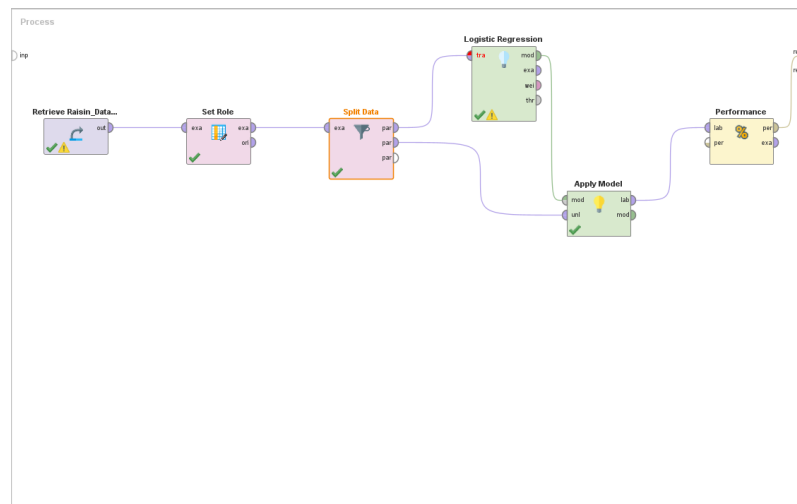 Process
inp
Retrieve Raisin_Data...
out
Set Role
exa
exa
ori
Split Data
exa
par
par
par
Logistic Regression
tra
mod
exa
wei
thr
Apply Model
mod
lab
unl
mod
Performance
lab
per
per
exa